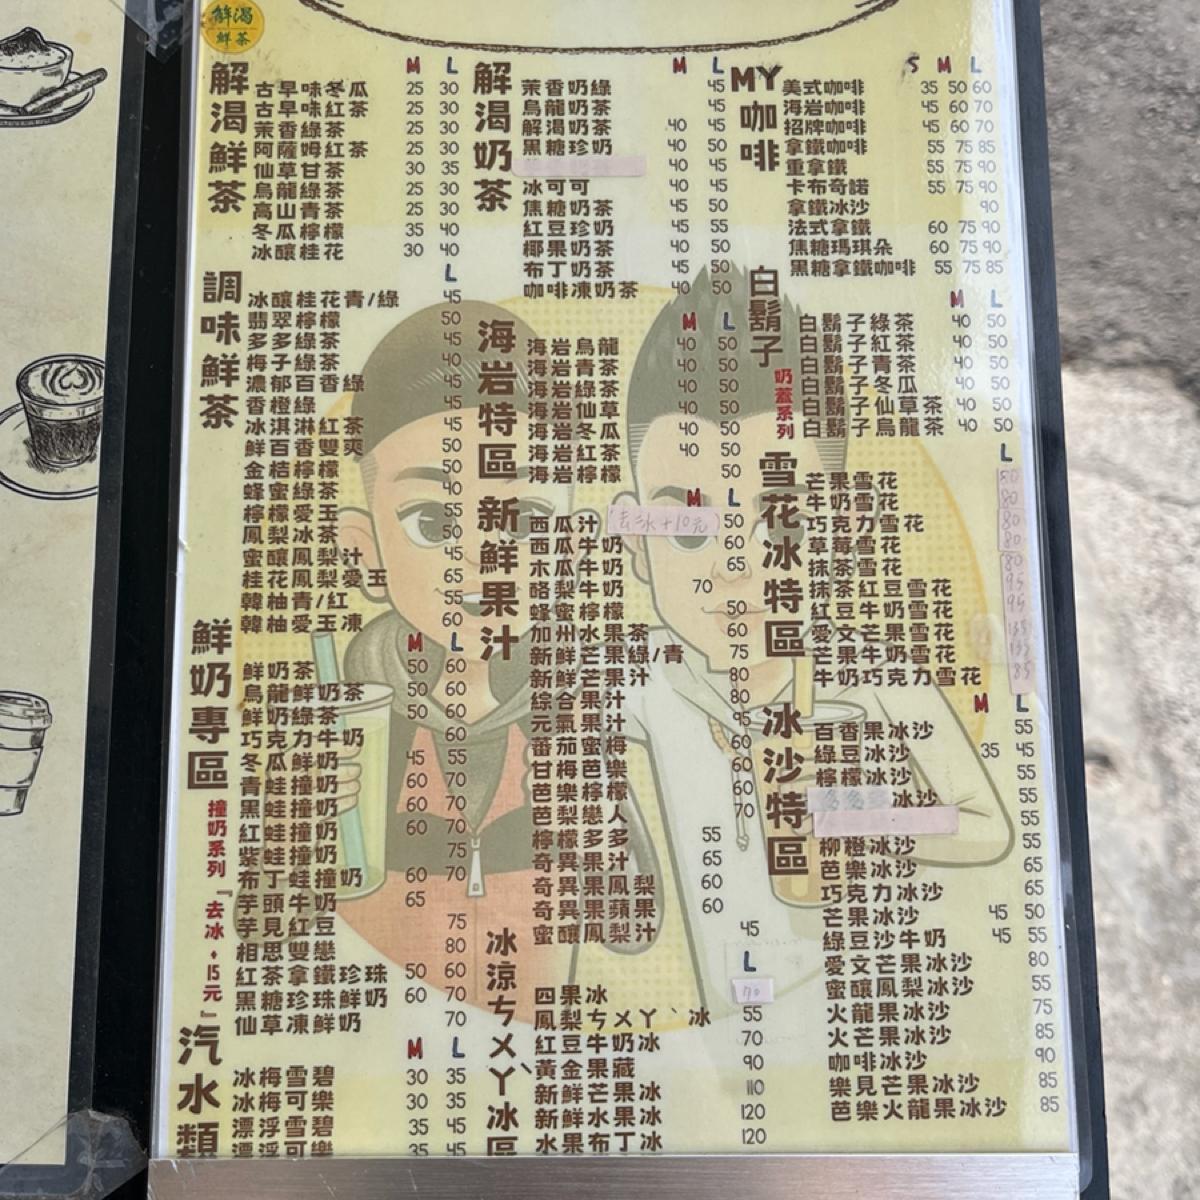 解渴
鮮茶
解渴鮮茶 M L
古早味冬瓜 25 30
古早味紅茶 25 30
茉香綠茶 25 30
阿薩姆紅茶 25 30
仙草甘茶 30 35
烏龍綠茶 25 30
高山青茶 25 30
冬瓜檸檬 35 40
冰釀桂花 30 40
調味鮮茶 L
冰釀桂花青/綠 45
翡翠檸檬 50
多多綠茶 45
梅子綠茶 40
濃郁百香綠 45
香橙綠 45
冰淇淋紅茶 45
鮮百香雙爽 50
金桔檸檬 50
蜂蜜綠茶 40
檸檬愛玉 55
鳳梨冰茶 50
蜜釀鳳梨汁 45
桂花鳳梨愛玉 65
韓柚青/紅 55
韓柚愛玉凍 60
鮮奶專區 M L
鮮奶茶 50 60
烏龍鮮奶茶 50 60
鮮奶綠茶 50 60
巧克力牛奶 60
冬瓜鮮奶 45 55
青蛙撞奶 60 70
黑蛙撞奶 60 70
紅蛙撞奶 60 70
紫蛙撞奶 75
布丁蛙撞奶 60 70
芋頭牛奶 65
芋見紅豆 75
相思雙戀 80
紅茶拿鐵珍珠 50 60
黑糖珍珠鮮奶 60 70
仙草凍鮮奶 70
撞奶系列『去冰+15元』
汽水類 M L
冰梅雪碧 30 35
冰梅可樂 30 35
漂浮雪碧 35 45
漂浮可樂 35 45
解渴奶茶 M L
茉香奶綠 45
烏龍奶茶 45
解渴奶茶 40 45
黑糖珍奶 40 50
40 45
冰可可 40 45
焦糖奶茶 45 50
紅豆珍奶 45 55
椰果奶茶 40 50
布丁奶茶 45 50
咖啡凍奶茶 40 50
海岩特區 M L
海岩烏龍 40 50
海岩青茶 40 50
海岩綠茶 40 50
海岩仙草 40 50
海岩冬瓜 40 50
海岩紅茶 40 50
海岩檸檬 50
新鮮果汁 M L
西瓜汁 (去冰+10元) 50
西瓜牛奶 60
木瓜牛奶 65
酪梨牛奶 70
蜂蜜檸檬 50
加州水果茶 60
新鮮芒果綠/青 75
新鮮芒果汁 80
綜合果汁 80
元氣果汁 95
番茄蜜梅 60
甘梅芭樂 60
芭樂檸檬 60
芭梨戀人 70
檸檬多多 55
奇異果汁 65
奇異果鳳梨 60
奇異果蘋果 60
蜜釀鳳梨汁 45
冰涼ㄘㄨㄚˋ冰區 L
四果冰 70
鳳梨ㄘㄨㄚˋ冰 55
紅豆牛奶冰 70
黃金果藏 90
新鮮芒果冰 110
新鮮水果冰 120
水果布丁冰 120
MY咖啡 S M L
美式咖啡 35 50 60
海岩咖啡 45 60 70
招牌咖啡 45 60 70
拿鐵咖啡 55 75 85
重拿鐵 55 75 90
卡布奇諾 55 75 90
拿鐵冰沙 90
法式拿鐵 60 75 90
焦糖瑪琪朵 60 75 90
黑糖拿鐵咖啡 55 75 85
白鬍子 奶蓋系列 M L
白鬍子綠茶 40 50
白鬍子紅茶 40 50
白鬍子青茶 40 50
白鬍子冬瓜 40 50
白鬍子仙草茶 40 50
白鬍子烏龍茶 40 50
雪花冰特區 L
芒果雪花 80
牛奶雪花 80
巧克力雪花 80
草莓雪花 80
抹茶雪花 80
抹茶紅豆雪花 95
紅豆牛奶雪花 95
愛文芒果雪花
芒果牛奶雪花
牛奶巧克力雪花 85
冰沙特區 M L
百香果冰沙 55
綠豆冰沙 35 45
檸檬冰沙 55
冰沙 55
55
柳橙冰沙 55
芭樂冰沙 65
巧克力冰沙 65
芒果冰沙 45 50
綠豆沙牛奶 45 55
愛文芒果冰沙 80
蜜釀鳳梨冰沙 55
火龍果冰沙 75
火芒果冰沙 85
咖啡冰沙 90
樂見芒果冰沙 85
芭樂火龍果冰沙 85